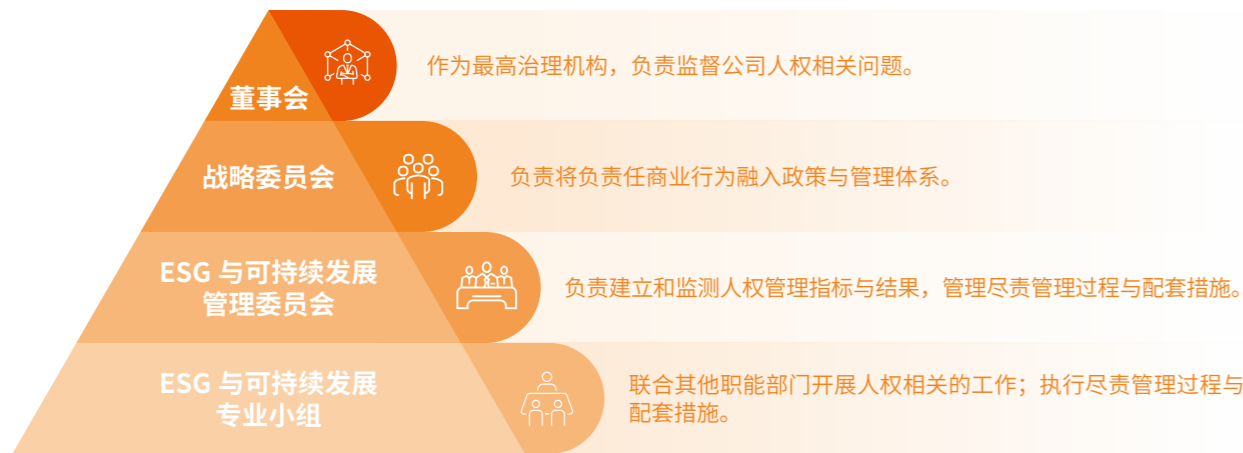 董事会
作为最高治理机构，负责监督公司人权相关问题。
战略委员会
负责将负责任商业行为融入政策与管理体系。
ESG 与可持续发展
管理委员会
负责建立和监测人权管理指标与结果，管理尽责管理过程与配套措施。
ESG 与可持续发展
专业小组
联合其他职能部门开展人权相关的工作；执行尽责管理过程与
配套措施。